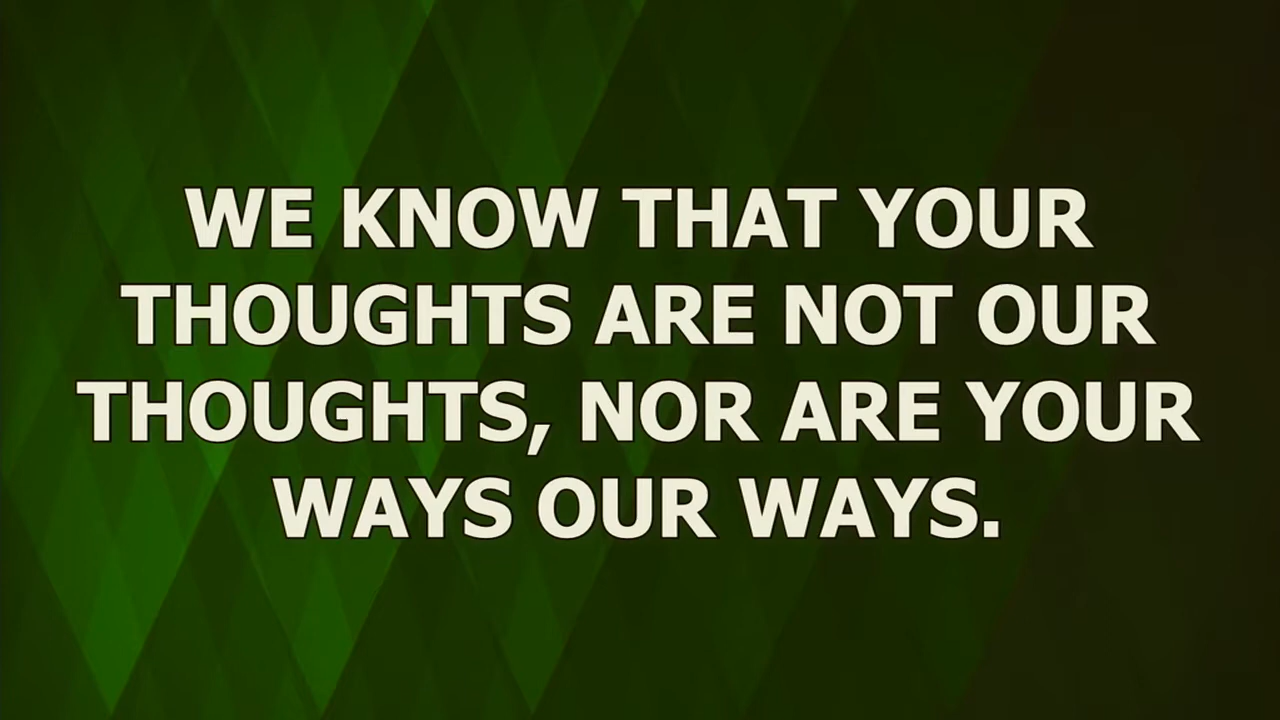 WE KNOW THAT YOUR
THOUGHTS ARE NOT OUR
THOUGHTS, NOR ARE YOUR
WAYS OUR WAYS.